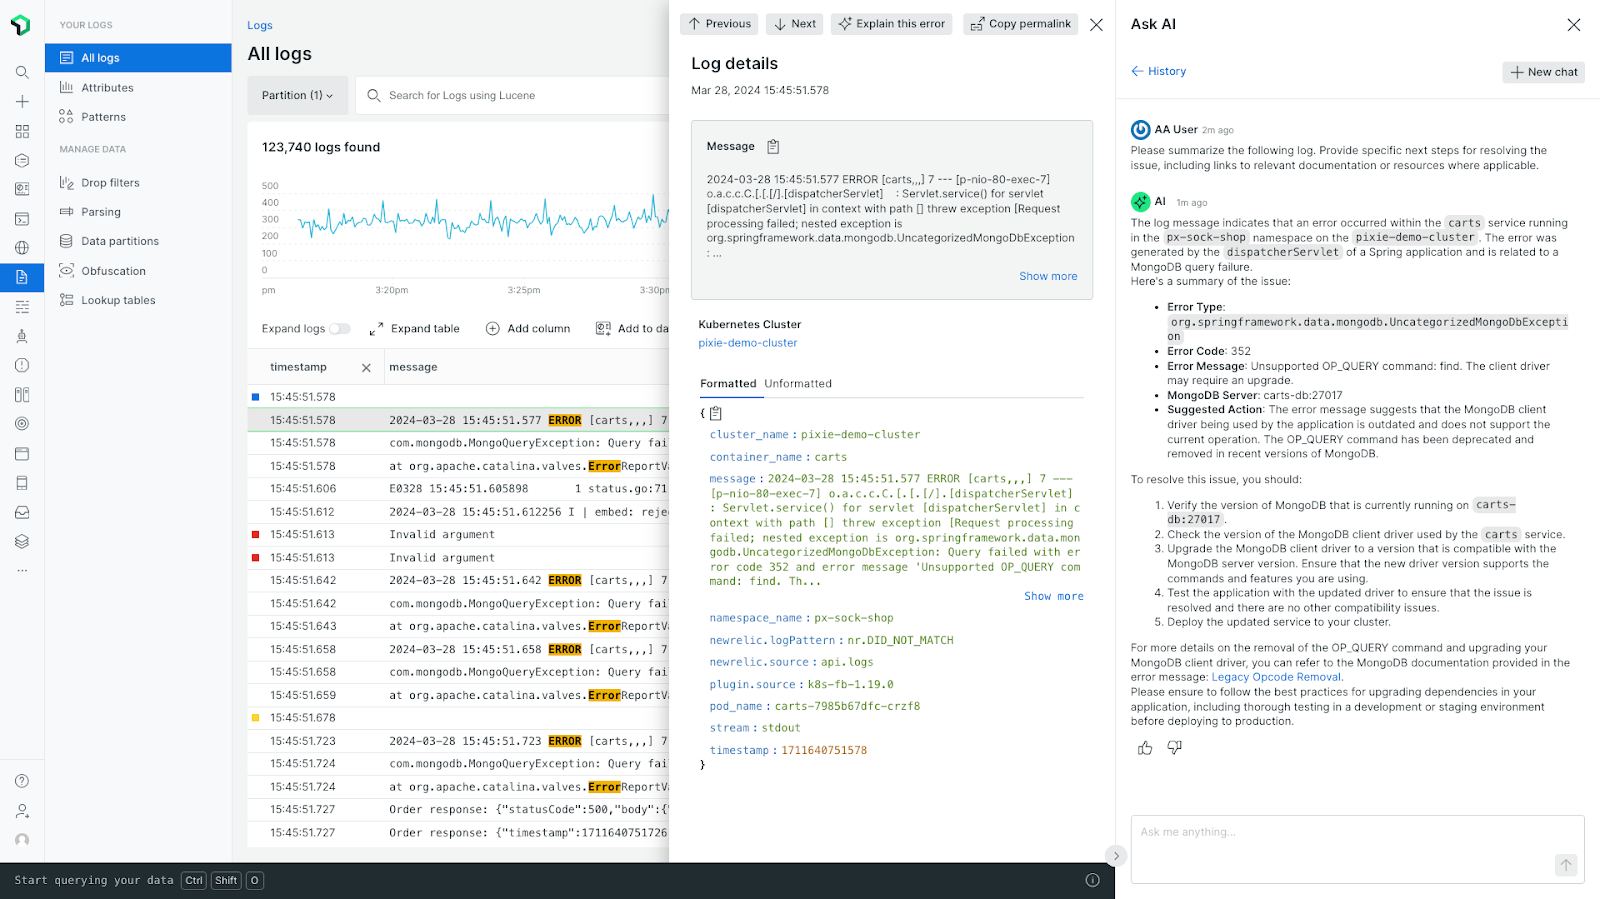 YOUR LOGS
All logs
Attributes
Patterns
MANAGE DATA
Drop filters
Parsing
Data partitions
Obfuscation
Lookup tables
Logs
All logs
Partition (1)
Search for Logs using Lucene
123,740 logs found
500
400
300
200
100
0
pm
3:20pm
3:25pm
3:30pm
Expand logs
Expand table
Add column
Add to da
timestamp
message
15:45:51.578
15:45:51.578 2024-03-28 15:45:51.577 ERROR [carts,,,] 7
15:45:51.578 com.mongodb.MongoQueryException: Query fai
15:45:51.578 at org.apache.catalina.valves.ErrorReportVa
15:45:51.606 E0328 15:45:51.605898 1 status.go:71
15:45:51.612 2024-03-28 15:45:51.612256 I | embed: reje
15:45:51.613 Invalid argument
15:45:51.613 Invalid argument
15:45:51.642 2024-03-28 15:45:51.642 ERROR [carts,,,] 7
15:45:51.642 com.mongodb.MongoQueryException: Query fai
15:45:51.643 at org.apache.catalina.valves.ErrorReportVa
15:45:51.658 2024-03-28 15:45:51.658 ERROR [carts,,,] 7
15:45:51.658 com.mongodb.MongoQueryException: Query fai
15:45:51.659 at org.apache.catalina.valves.ErrorReportVa
15:45:51.678
15:45:51.723 2024-03-28 15:45:51.723 ERROR [carts,,,] 7
15:45:51.724 com.mongodb.MongoQueryException: Query fai
15:45:51.724 at org.apache.catalina.valves.ErrorReportVa
15:45:51.727 Order response: {"statusCode":500,"body":{"
15:45:51.727 Order response: {"timestamp":1711640751726
Start querying your data Ctrl Shift O
Previous
Next
Explain this error
Copy permalink
Log details
Mar 28, 2024 15:45:51.578
Message
2024-03-28 15:45:51.577 ERROR [carts,,,] 7 --- [p-nio-80-exec-7]
o.a.c.c.C.[.[.[/].[dispatcherServlet] : Servlet.service() for servlet
[dispatcherServlet] in context with path [] threw exception [Request
processing failed; nested exception is
org.springframework.data.mongodb.UncategorizedMongoDbException
: ...
Show more
Kubernetes Cluster
pixie-demo-cluster
Formatted Unformatted
{
cluster_name : pixie-demo-cluster
container_name : carts
message : 2024-03-28 15:45:51.577 ERROR [carts,,,] 7 ---
[p-nio-80-exec-7] o.a.c.c.C.[.[.[/].[dispatcherServlet]
: Servlet.service() for servlet [dispatcherServlet] in c
ontext with path [] threw exception [Request processing
failed; nested exception is org.springframework.data.mon
godb.UncategorizedMongoDbException: Query failed with er
ror code 352 and error message 'Unsupported OP_QUERY com
mand: find. Th...
Show more
namespace_name : px-sock-shop
newrelic.logPattern : nr.DID_NOT_MATCH
newrelic.source : api.logs
plugin.source : k8s-fb-1.19.0
pod_name : carts-7985b67dfc-crzf8
stream : stdout
timestamp : 1711640751578
}
Ask AI
History
New chat
AA User 2m ago
Please summarize the following log. Provide specific next steps for resolving the
issue, including links to relevant documentation or resources where applicable.
AI 1m ago
The log message indicates that an error occurred within the carts service running
in the px-sock-shop namespace on the pixie-demo-cluster. The error was
generated by the dispatcherServlet of a Spring application and is related to a
MongoDB query failure.
Here's a summary of the issue:
• Error Type:
org.springframework.data.mongodb.UncategorizedMongoDbExcepti
on
• Error Code: 352
• Error Message: Unsupported OP_QUERY command: find. The client driver
may require an upgrade.
• MongoDB Server: carts-db:27017
• Suggested Action: The error message suggests that the MongoDB client
driver being used by the application is outdated and does not support the
current operation. The OP_QUERY command has been deprecated and
removed in recent versions of MongoDB.
To resolve this issue, you should:
1. Verify the version of MongoDB that is currently running on carts-
db:27017.
2. Check the version of the MongoDB client driver used by the carts service.
3. Upgrade the MongoDB client driver to a version that is compatible with the
MongoDB server version. Ensure that the new driver version supports the
commands and features you are using.
4. Test the application with the updated driver to ensure that the issue is
resolved and there are no other compatibility issues.
5. Deploy the updated service to your cluster.
For more details on the removal of the OP_QUERY command and upgrading your
MongoDB client driver, you can refer to the MongoDB documentation provided in the
error message: Legacy Opcode Removal.
Please ensure to follow the best practices for upgrading dependencies in your
application, including thorough testing in a development or staging environment
before deploying to production.
Ask me anything...